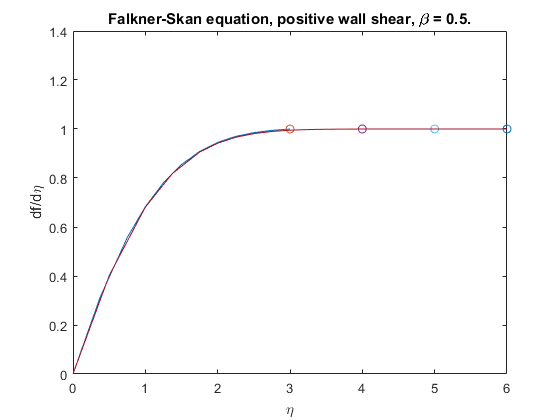 Falkner-Skan equation, positive wall shear, β = 0.5.
1.4
1.2
1
0.8
0.6
0.4
0.2
0
df/dη
0 1 2 3 4 5 6
η